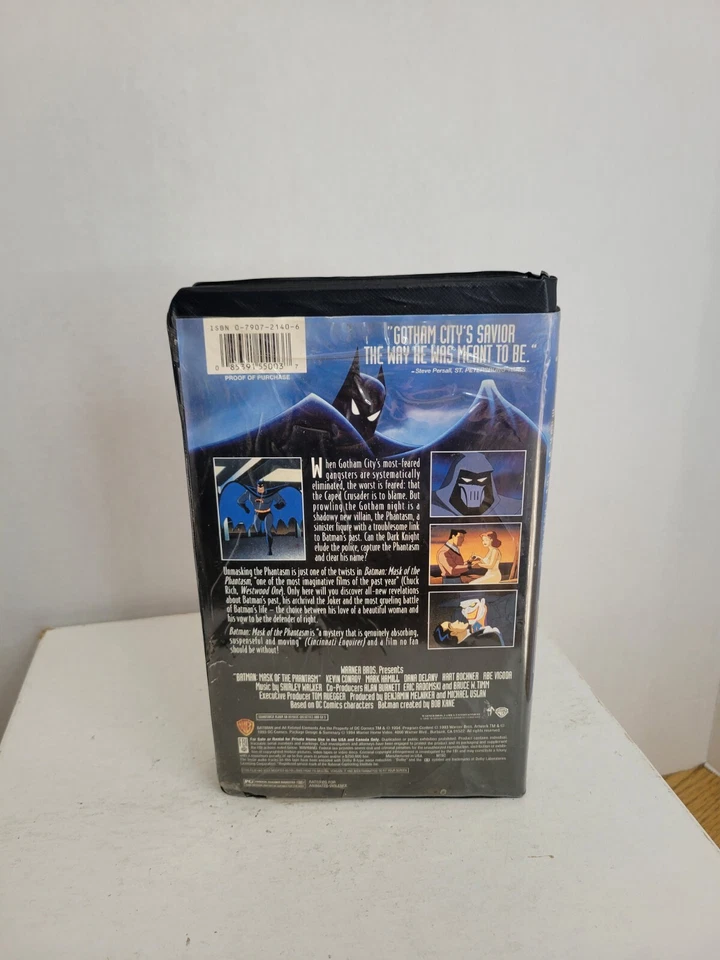 ISBN 0-7907-2140-6
0 85391 55003 7
PROOF OF PURCHASE
"GOTHAM CITY'S SAVIOR
THE WAY HE WAS MEANT TO BE."
–Steve Persall, ST. PETERSBURG TIMES
When Gotham City's most-feared
gangsters are systematically
eliminated, the worst is feared: that
the Caped Crusader is to blame. But
prowling the Gotham night is a
shadowy new villain, the Phantasm, a
sinister figure with a troublesome link
to Batman's past. Can the Dark Knight
elude the police, capture the Phantasm
and clear his name?
Unmasking the Phantasm is just one of the twists in Batman: Mask of the
Phantasm, "one of the most imaginative films of the past year" (Chuck
Rich, Westwood One). Only here will you discover all-new revelations
about Batman's past, his archrival the Joker and the most grueling battle
of Batman's life – the choice between his love of a beautiful woman and
his vow to be the defender of right.
Batman: Mask of the Phantasm is "a mystery that is genuinely absorbing,
suspenseful and moving" (Cincinnati Enquirer) and a film no fan
should be without!
WARNER BROS. Presents
"BATMAN: MASK OF THE PHANTASM" KEVIN CONROY MARK HAMILL DANA DELANY HART BOCHNER ABE VIGODA
Music by SHIRLEY WALKER Co-Producers ALAN BURNETT ERIC RADOMSKI and BRUCE W. TIMM
Executive Producer TOM RUEGGER Produced by BENJAMIN MELNIKER and MICHAEL USLAN
Based on DC Comics characters Batman created by BOB KANE